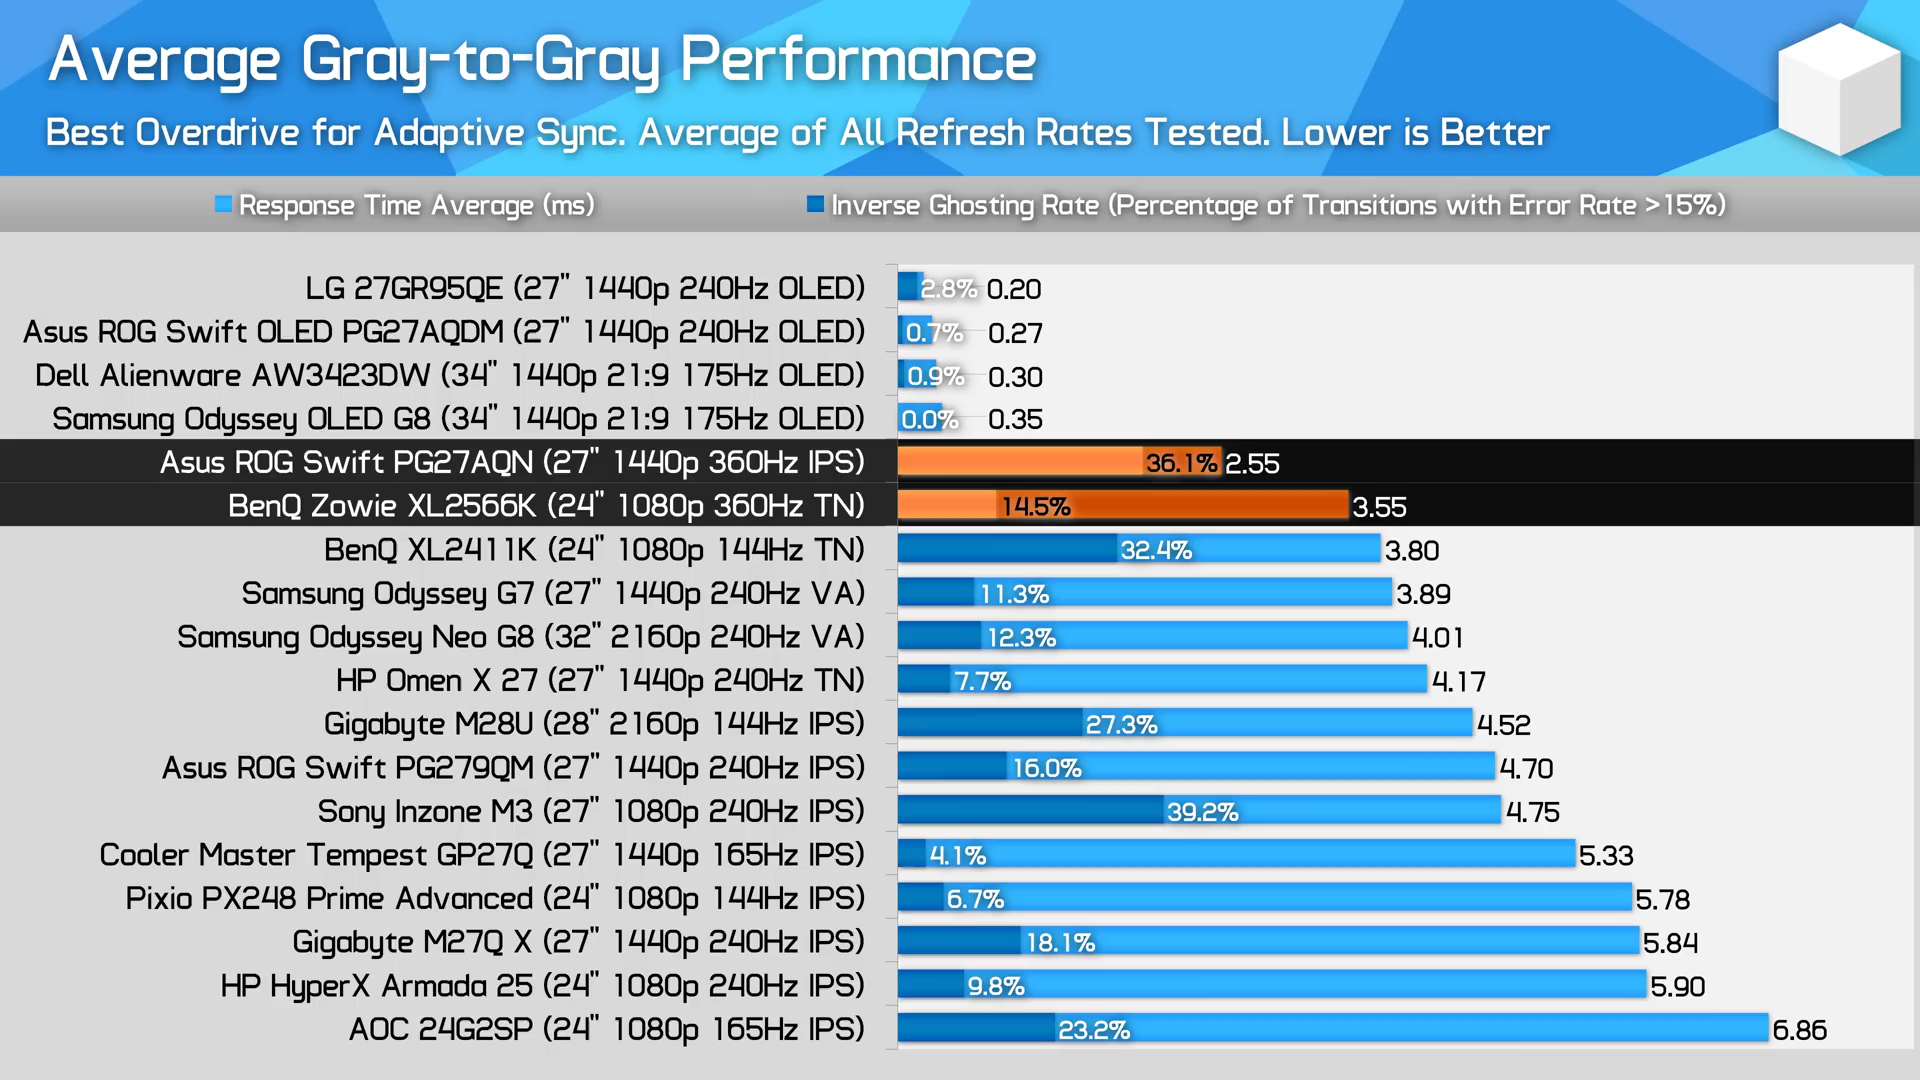 Average Gray-to-Gray Performance
Best Overdrive for Adaptive Sync. Average of All Refresh Rates Tested. Lower is Better
Response Time Average (ms) Inverse Ghosting Rate (Percentage of Transitions with Error Rate >15%)
LG 27GR95QE (27" 1440p 240Hz OLED) 2.8% 0.20
Asus ROG Swift OLED PG27AQDM (27" 1440p 240Hz OLED) 0.7% 0.27
Dell Alienware AW3423DW (34" 1440p 21:9 175Hz OLED) 0.9% 0.30
Samsung Odyssey OLED G8 (34" 1440p 21:9 175Hz OLED) 0.0% 0.35
Asus ROG Swift PG27AQN (27" 1440p 360Hz IPS) 36.1% 2.55
BenQ Zowie XL2566K (24" 1080p 360Hz TN) 14.5% 3.55
BenQ XL2411K (24" 1080p 144Hz TN) 32.4% 3.80
Samsung Odyssey G7 (27" 1440p 240Hz VA) 11.3% 3.89
Samsung Odyssey Neo G8 (32" 2160p 240Hz VA) 12.3% 4.01
HP Omen X 27 (27" 1440p 240Hz TN) 7.7% 4.17
Gigabyte M28U (28" 2160p 144Hz IPS) 27.3% 4.52
Asus ROG Swift PG279QM (27" 1440p 240Hz IPS) 16.0% 4.70
Sony Inzone M3 (27" 1080p 240Hz IPS) 39.2% 4.75
Cooler Master Tempest GP27Q (27" 1440p 165Hz IPS) 4.1% 5.33
Pixio PX248 Prime Advanced (24" 1080p 144Hz IPS) 6.7% 5.78
Gigabyte M27Q X (27" 1440p 240Hz IPS) 18.1% 5.84
HP HyperX Armada 25 (24" 1080p 240Hz IPS) 9.8% 5.90
AOC 24G2SP (24" 1080p 165Hz IPS) 23.2% 6.86